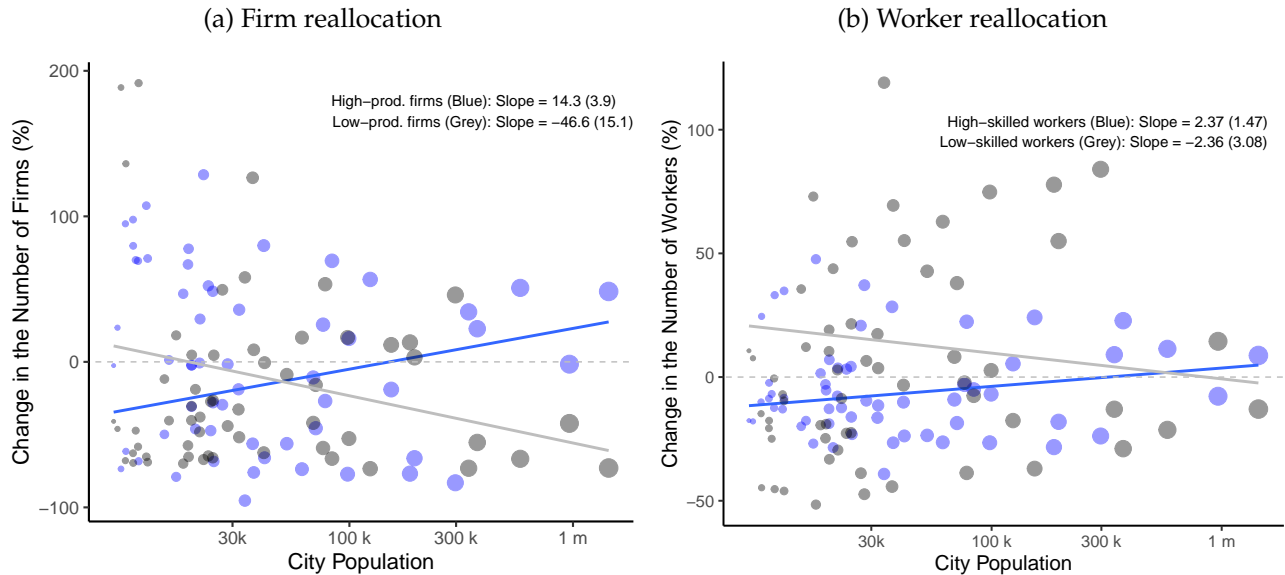 (a) Firm reallocation
200
100
0
−100
Change in the Number of Firms (%)
High−prod. firms (Blue): Slope = 14.3 (3.9)
Low−prod. firms (Grey): Slope = −46.6 (15.1)
30k
100 k
300 k
1 m
City Population
(b) Worker reallocation
100
50
0
−50
Change in the Number of Workers (%)
High−skilled workers (Blue): Slope = 2.37 (1.47)
Low−skilled workers (Grey): Slope = −2.36 (3.08)
30k
100 k
300 k
1 m
City Population